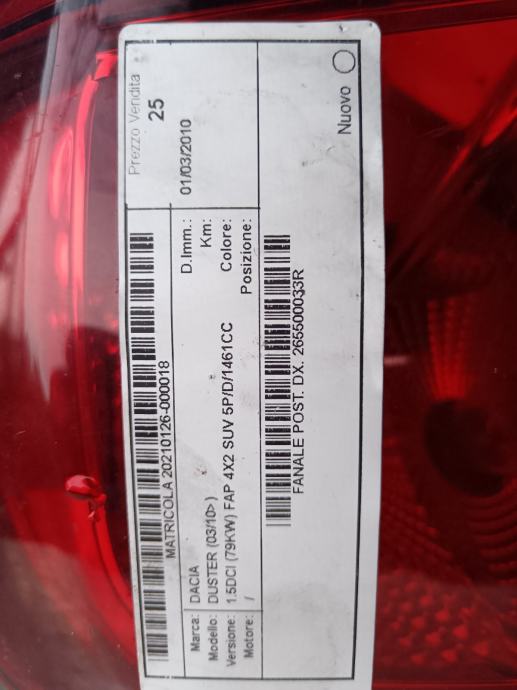 Prezzo Vendita
25
MATRICOLA 20210126-000018
Marca: DACIA
D.Imm.: 01/03/2010
Modello: DUSTER (03/10>)
Km:
Versione: 1.5DCI (79KW) FAP 4X2 SUV 5P/D/1461CC
Colore:
Motore: /
Posizione:
FANALE POST. DX. 265500033R
Nuovo